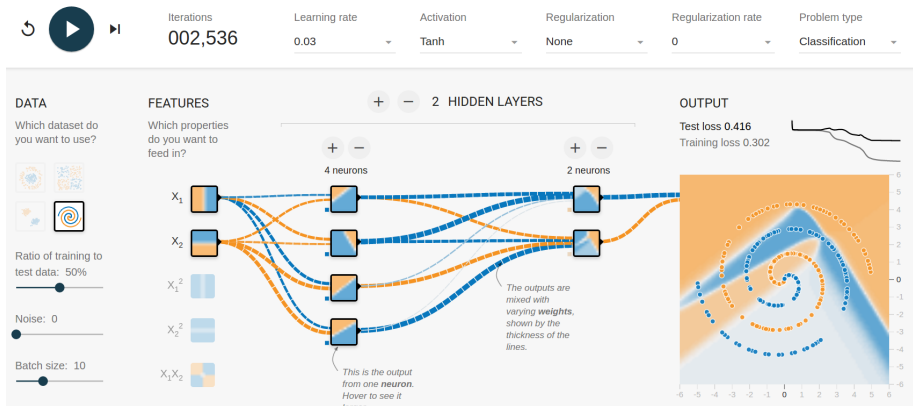 Iterations
002,536
Learning rate
0.03
Activation
Tanh
Regularization
None
Regularization rate
0
Problem type
Classification
DATA
Which dataset do
you want to use?
Ratio of training to
test data: 50%
Noise: 0
Batch size: 10
FEATURES
Which properties
do you want to
feed in?
X₁
X₂
X₁²
X₂²
X₁X₂
2 HIDDEN LAYERS
4 neurons
2 neurons
This is the output
from one neuron.
Hover to see it
The outputs are
mixed with
varying weights,
shown by the
thickness of the
lines.
OUTPUT
Test loss 0.416
Training loss 0.302
6
5
4
3
2
1
0
-1
-2
-3
-4
-5
-6
-6 -5 -4 -3 -2 -1 0 1 2 3 4 5 6